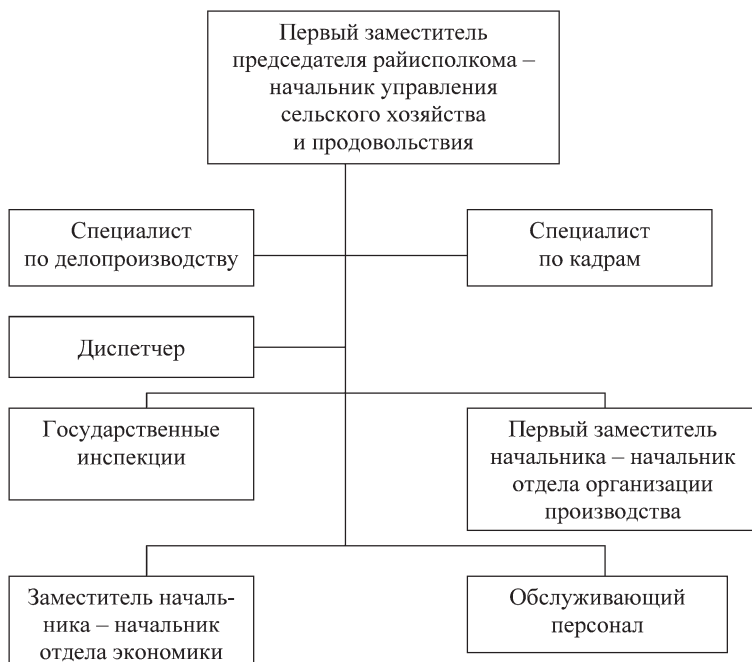 Первый заместитель
председателя райисполкома –
начальник управления
сельского хозяйства
и продовольствия
Специалист
по делопроизводству
Специалист
по кадрам
Диспетчер
Государственные
инспекции
Первый заместитель
начальника – начальник
отдела организации
производства
Заместитель началь-
ника – начальник
отдела экономики
Обслуживающий
персонал